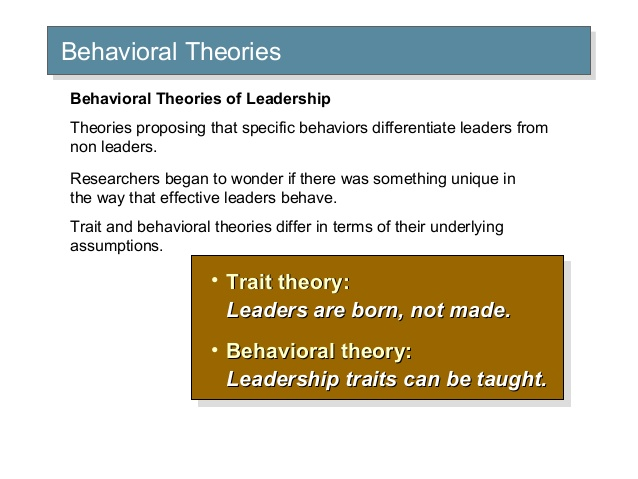 Behavioral Theories
Behavioral Theories of Leadership
Theories proposing that specific behaviors differentiate leaders from
non leaders.
Researchers began to wonder if there was something unique in
the way that effective leaders behave.
Trait and behavioral theories differ in terms of their underlying
assumptions.
• Trait theory:
Leaders are born, not made.
• Behavioral theory:
Leadership traits can be taught.